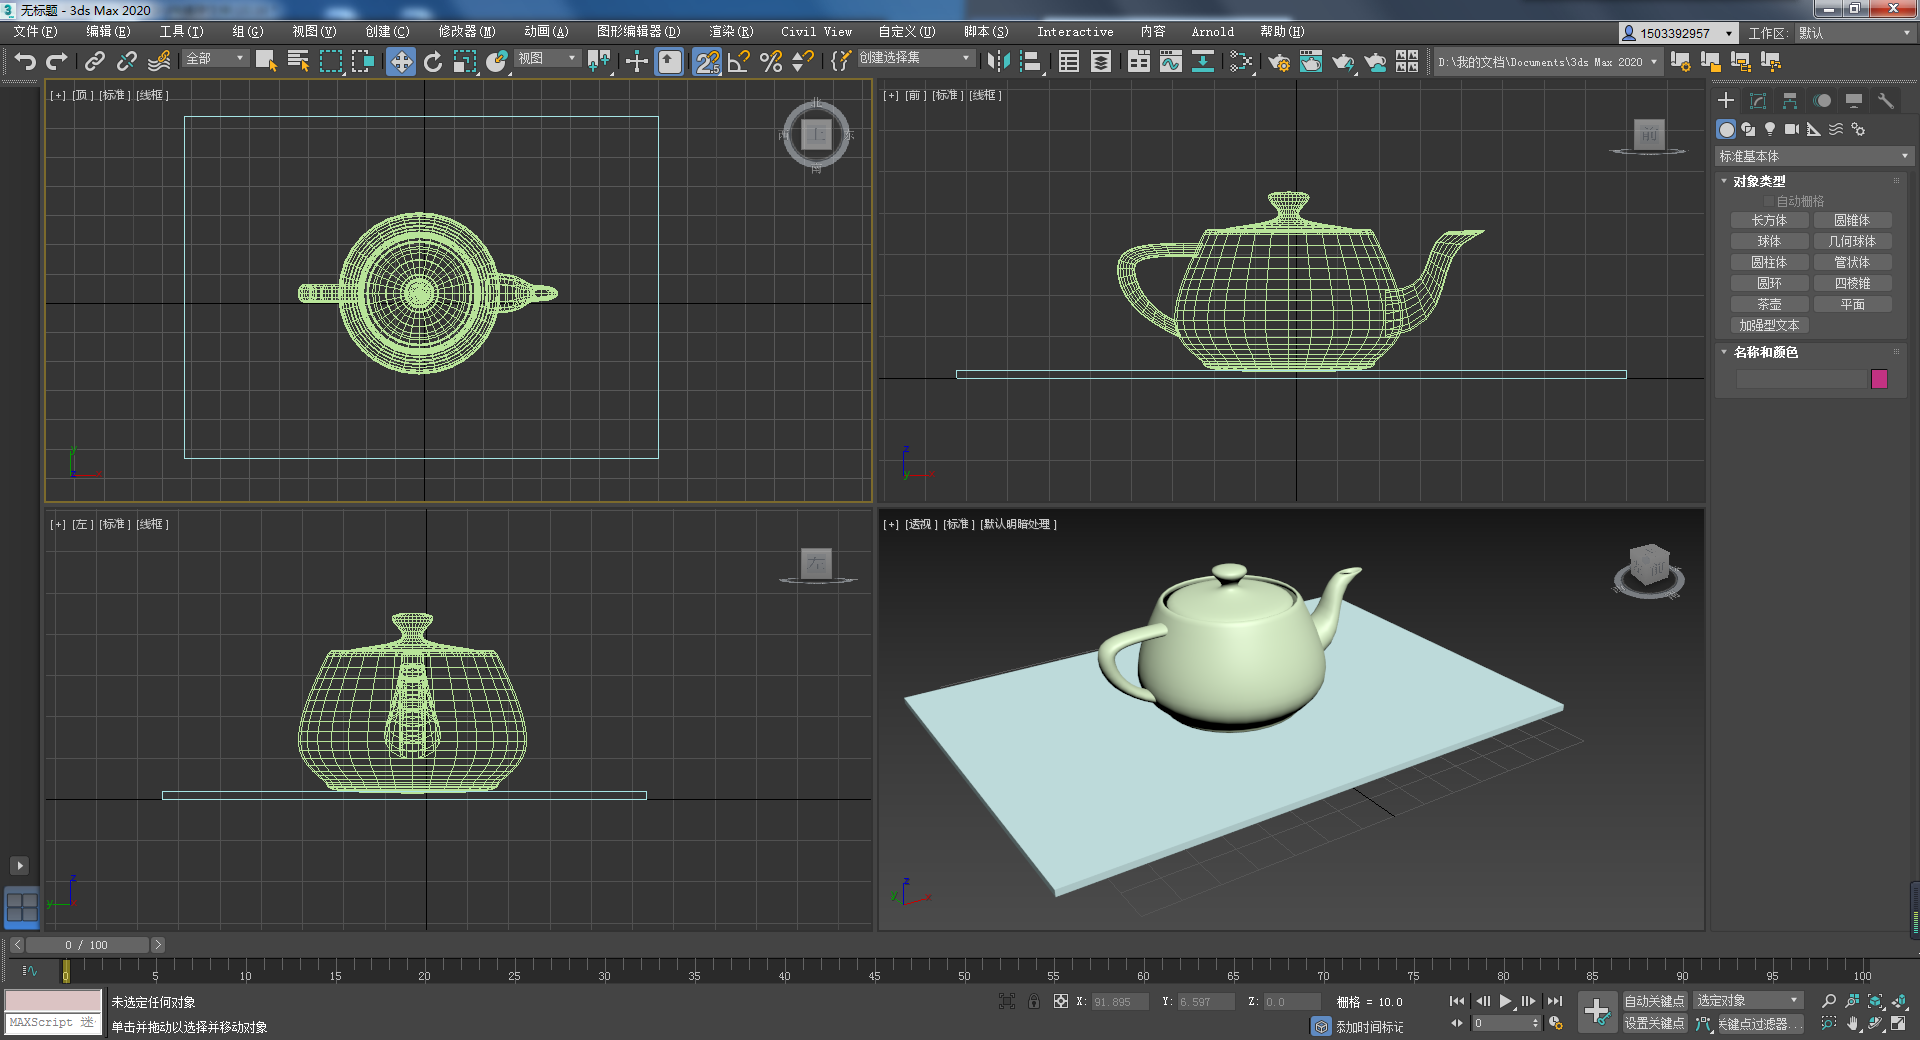 无标题 - 3ds Max 2020
文件(F) 编辑(E) 工具(T) 组(G) 视图(V) 创建(C) 修改器(M) 动画(A) 图形编辑器(D) 渲染(R) Civil View 自定义(U) 脚本(S) Interactive 内容 Arnold 帮助(H)
1503392957 工作区: 默认
全部 视图 创建选择集 D:\我的文档\Documents\3ds Max 2020
[+] [顶] [标准] [线框]
北
西 上 东
南
[+] [前] [标准] [线框]
前
标准基本体
对象类型
自动栅格
长方体 圆锥体
球体 几何球体
圆柱体 管状体
圆环 四棱锥
茶壶 平面
加强型文本
名称和颜色
[+] [左] [标准] [线框]
左
[+] [透视] [标准] [默认明暗处理]
前
0 / 100
0 5 10 15 20 25 30 35 40 45 50 55 60 65 70 75 80 85 90 95 100
未选定任何对象
X: 91.895 Y: 6.597 Z: 0.0 栅格 = 10.0
自动关键点 选定对象
MAXScript 迷
单击并拖动以选择并移动对象
添加时间标记
0
设置关键点 关键点过滤器...